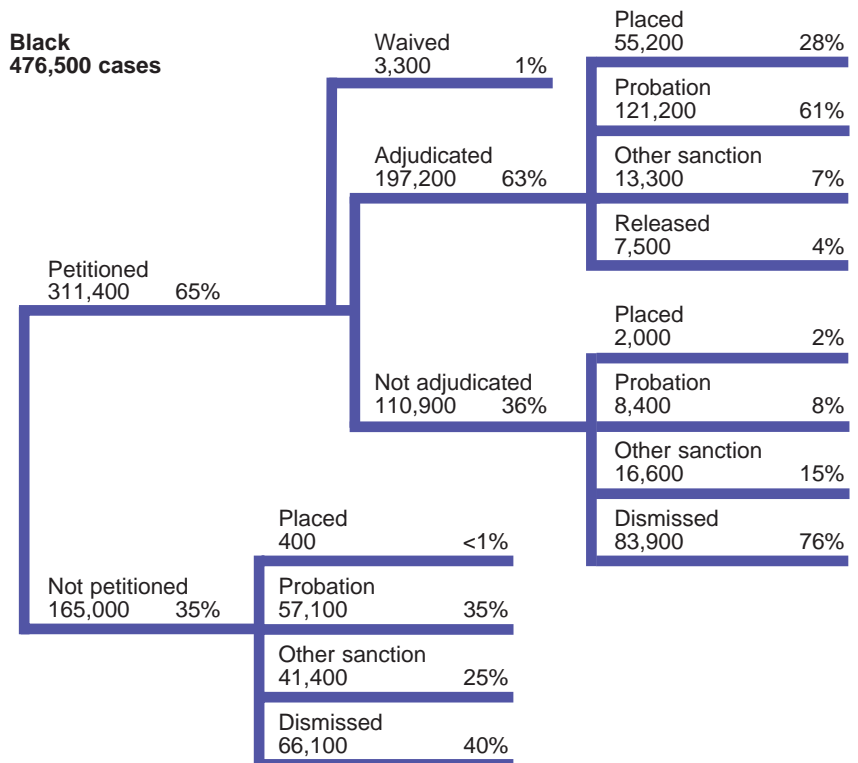 Black
476,500 cases
Waived
3,300 1%
Placed
55,200 28%
Probation
121,200 61%
Adjudicated
197,200 63%
Other sanction
13,300 7%
Released
7,500 4%
Petitioned
311,400 65%
Placed
2,000 2%
Not adjudicated
110,900 36%
Probation
8,400 8%
Other sanction
16,600 15%
Dismissed
83,900 76%
Not petitioned
165,000 35%
Placed
400 <1%
Probation
57,100 35%
Other sanction
41,400 25%
Dismissed
66,100 40%